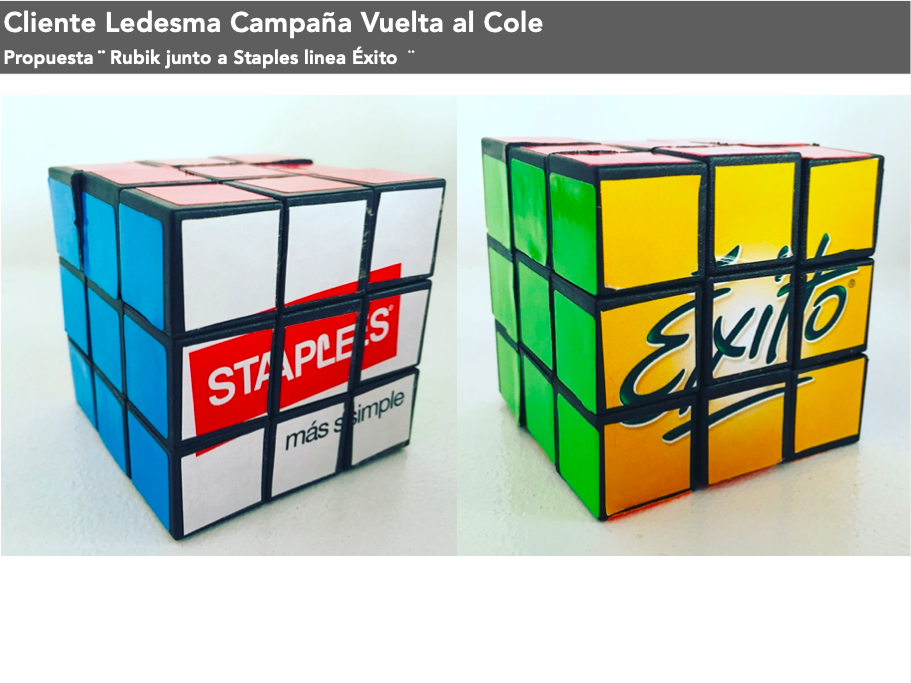 Cliente Ledesma Campaña Vuelta al Cole
Propuesta ¨ Rubik junto a Staples linea Éxito ¨
STAPLES®
más simple
Éxito®